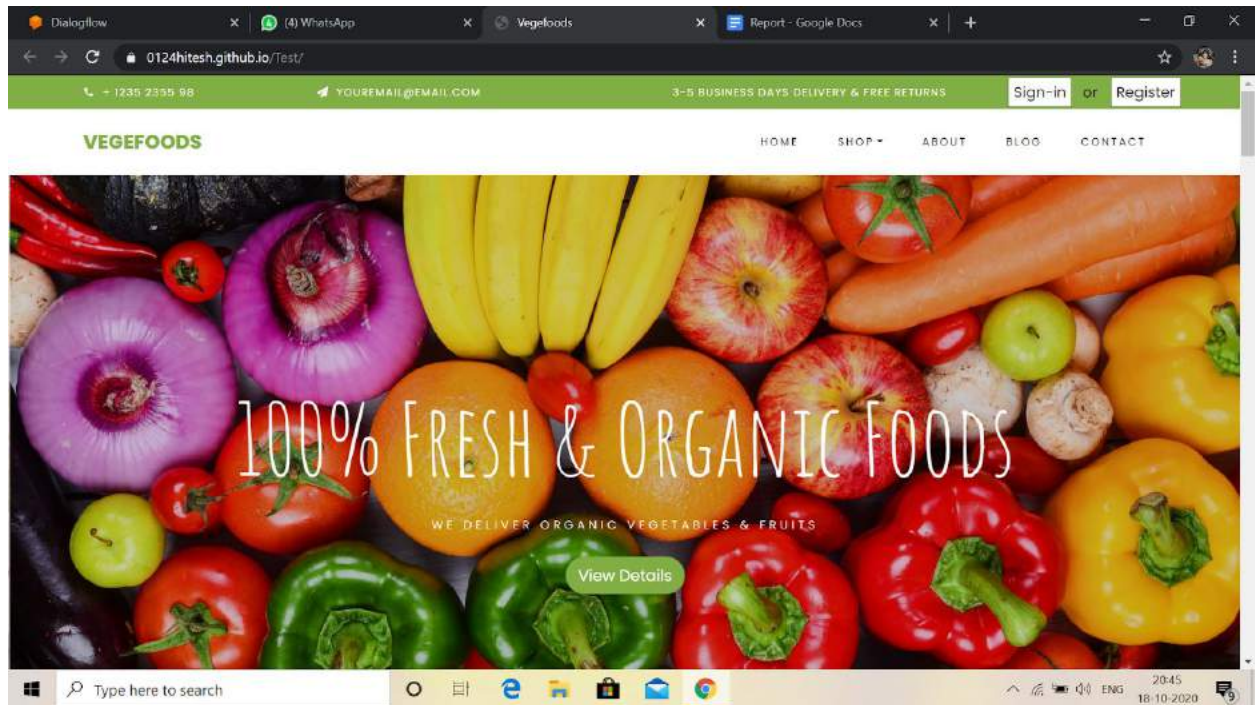 Dialogflow (4) WhatsApp Vegefoods Report - Google Docs
0124hitesh.github.io/Test/
+ 1235 2355 98 YOUREMAIL@EMAIL.COM 3-5 BUSINESS DAYS DELIVERY & FREE RETURNS Sign-in or Register
VEGEFOODS HOME SHOP ABOUT BLOG CONTACT
100% FRESH & ORGANIC FOODS
WE DELIVER ORGANIC VEGETABLES & FRUITS
View Details
Type here to search ENG 20:45
18-10-2020 9